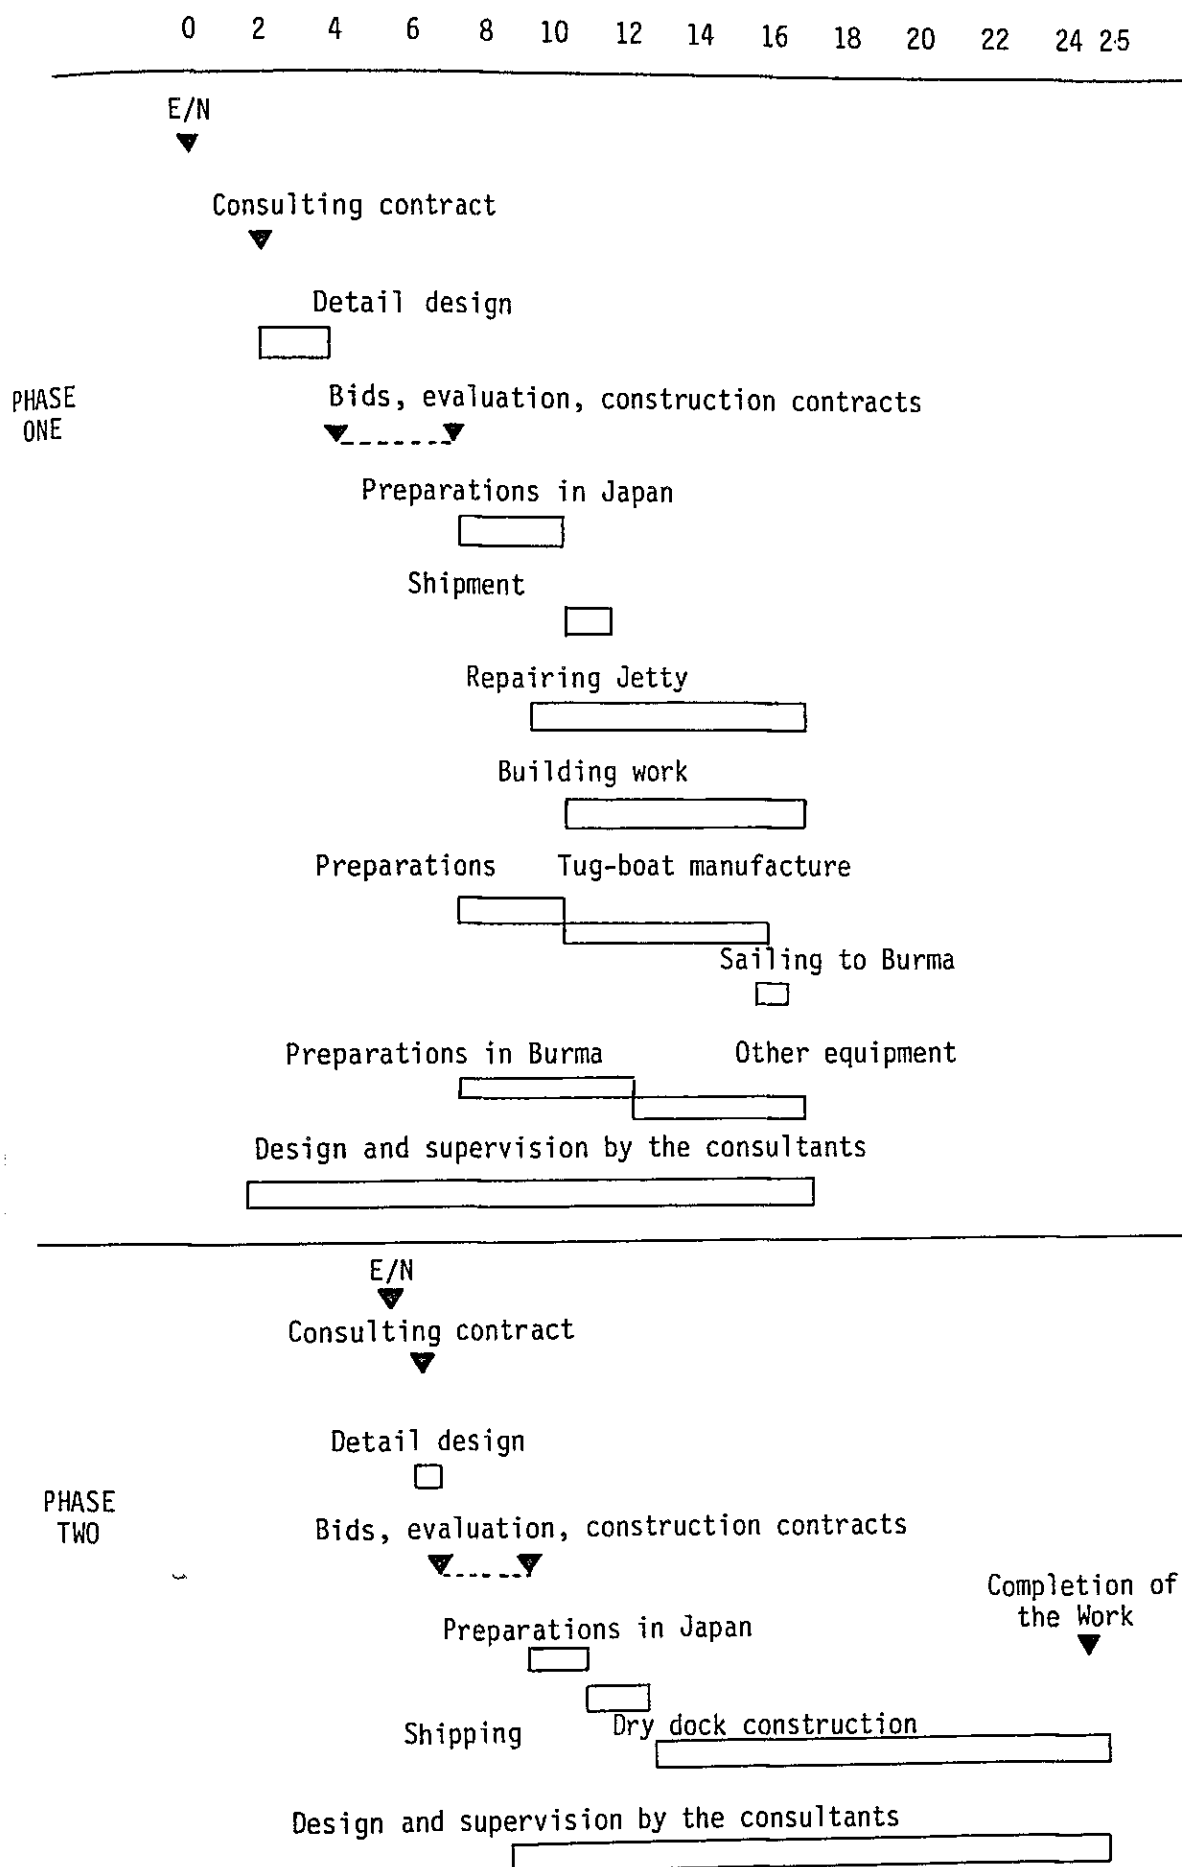 0 2 4 6 8 10 12 14 16 18 20 22 24 2.5
E/N
Consulting contract
Detail design
PHASE
ONE
Bids, evaluation, construction contracts
Preparations in Japan
Shipment
Repairing Jetty
Building work
Preparations Tug-boat manufacture
Sailing to Burma
Preparations in Burma Other equipment
Design and supervision by the consultants
E/N
Consulting contract
Detail design
PHASE
TWO
Bids, evaluation, construction contracts
Completion of
the Work
Preparations in Japan
Shipping Dry dock construction
Design and supervision by the consultants